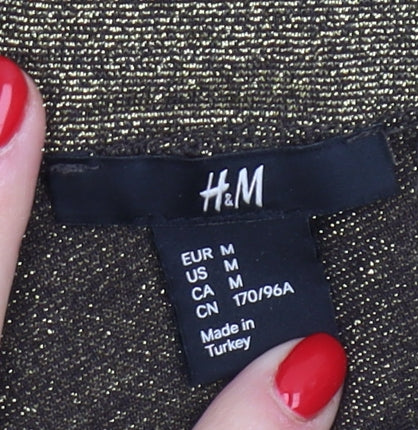 H&M
EUR M
US M
CA M
CN 170/96A
Made in
Turkey